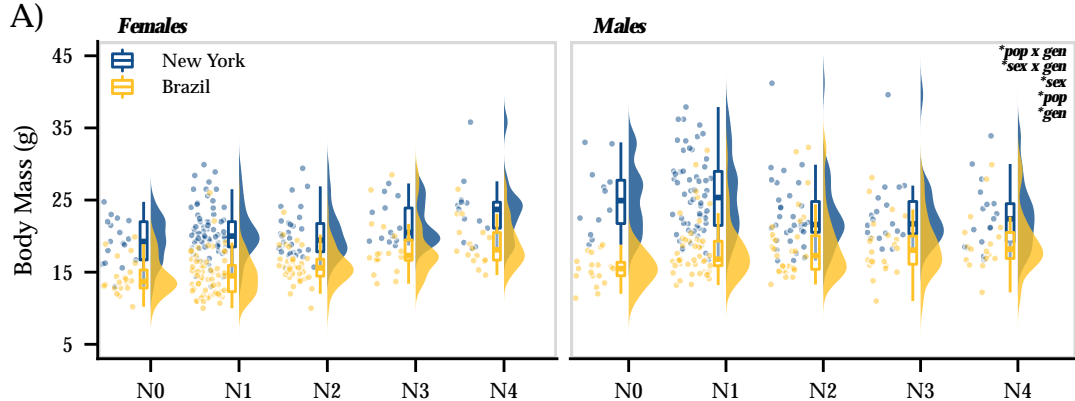 A)
Females
Males
New York
Brazil
*pop x gen
*sex x gen
*sex
*pop
*gen
Body Mass (g)
45
35
25
15
5
N0 N1 N2 N3 N4
N0 N1 N2 N3 N4